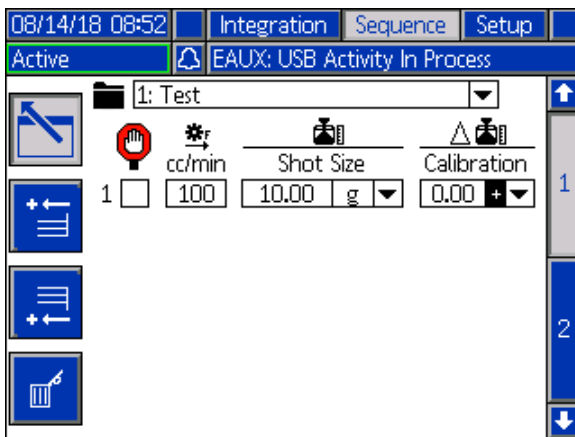 08/14/18 08:52 Integration Sequence Setup
Active EAUX: USB Activity In Process
1: Test
F
cc/min Shot Size Calibration
1 100 10.00 g 0.00 +
1
2